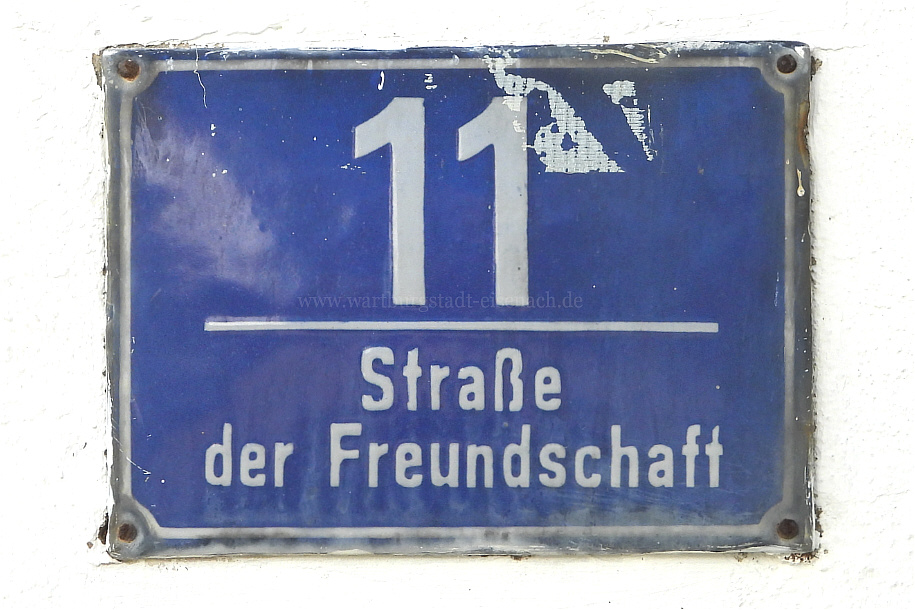 11
www.wartburgstadt-eisenach.de
Straße
der Freundschaft